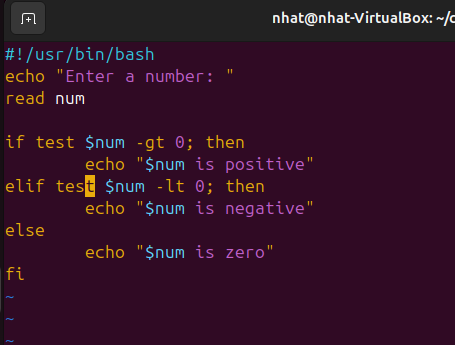 nhat@nhat-VirtualBox: ~/c
#!/usr/bin/bash
echo "Enter a number: "
read num

if test $num -gt 0; then
        echo "$num is positive"
elif test $num -lt 0; then
        echo "$num is negative"
else
        echo "$num is zero"
fi
~
~
~